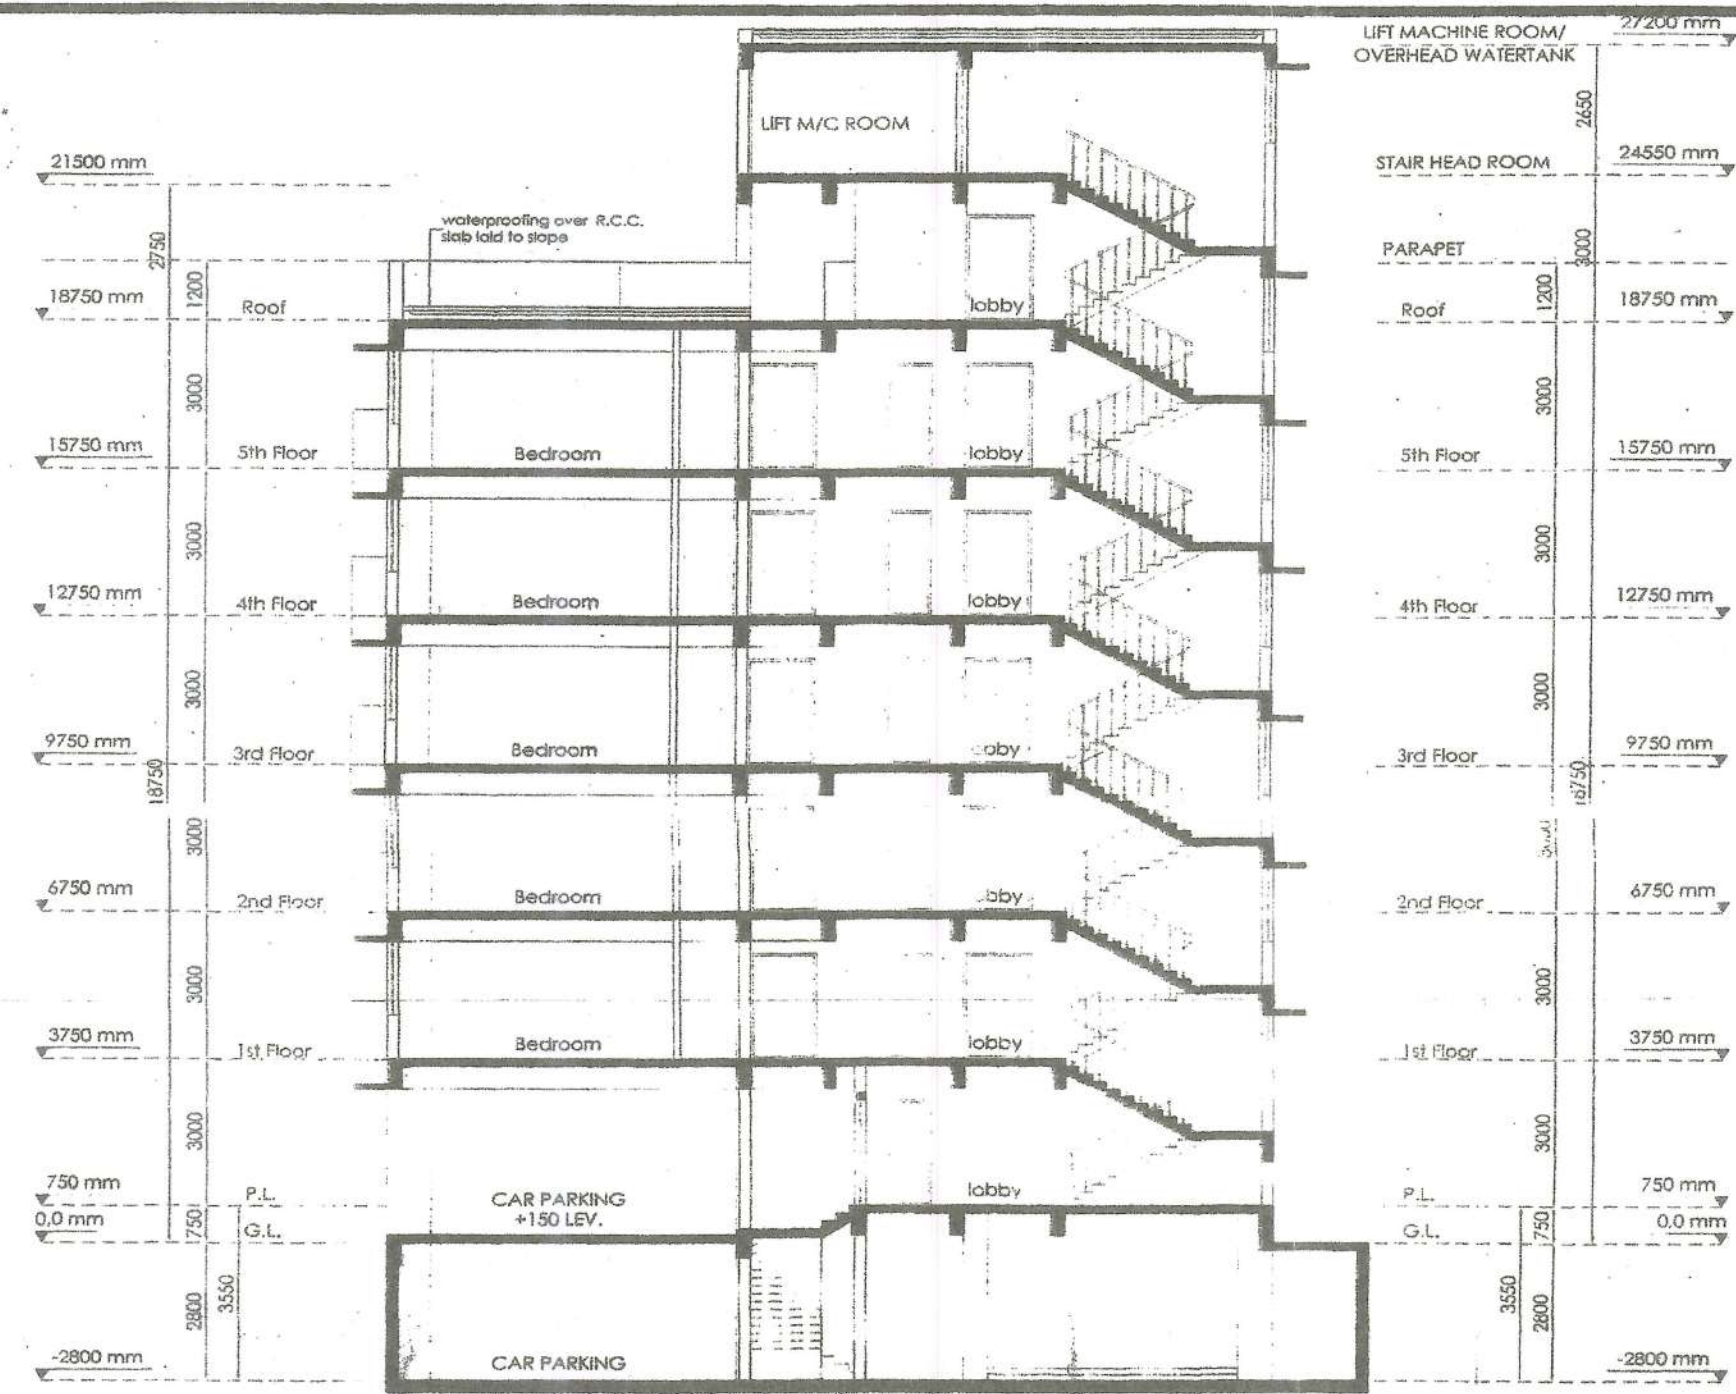 27200 mm
LIFT MACHINE ROOM/
OVERHEAD WATERTANK
2650
LIFT M/C ROOM
21500 mm
STAIR HEAD ROOM
24550 mm
waterproofing over R.C.C.
slab laid to slope
2750
3000
PARAPET
18750 mm
1200
Roof
lobby
Roof
1200
18750 mm
3000
3000
15750 mm
5th Floor
Bedroom
lobby
5th Floor
15750 mm
3000
3000
12750 mm
4th Floor
Bedroom
lobby
4th Floor
12750 mm
3000
3000
9750 mm
3rd Floor
Bedroom
3rd Floor
9750 mm
18750
18750
3000
6750 mm
2nd Floor
Bedroom
2nd Floor
6750 mm
3000
3000
3750 mm
1st Floor
Bedroom
lobby
1st Floor
3750 mm
3000
3000
750 mm
P.L.
CAR PARKING
+150 LEV.
lobby
P.L.
750 mm
0,0 mm
750
G.L.
G.L.
750
0,0 mm
2800
3550
3550
2800
-2800 mm
CAR PARKING
-2800 mm